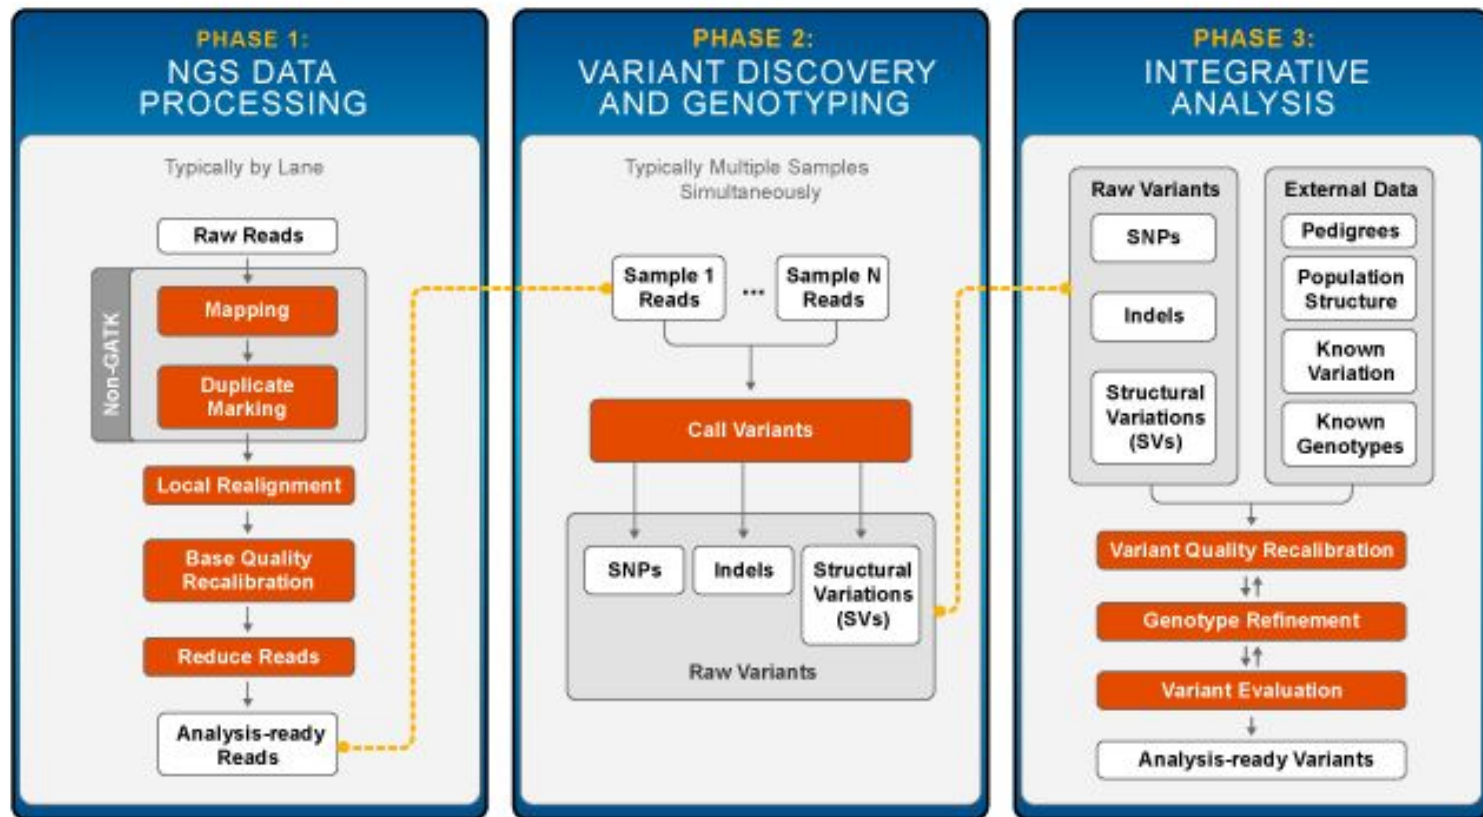 PHASE 1:
NGS DATA
PROCESSING
Typically by Lane
Raw Reads
Non-GATK
Mapping
Duplicate
Marking
Local Realignment
Base Quality
Recalibration
Reduce Reads
Analysis-ready
Reads
PHASE 2:
VARIANT DISCOVERY
AND GENOTYPING
Typically Multiple Samples
Simultaneously
Sample 1
Reads
...
Sample N
Reads
Call Variants
SNPs
Indels
Structural
Variations
(SVs)
Raw Variants
PHASE 3:
INTEGRATIVE
ANALYSIS
Raw Variants
SNPs
Indels
Structural
Variations
(SVs)
External Data
Pedigrees
Population
Structure
Known
Variation
Known
Genotypes
Variant Quality Recalibration
Genotype Refinement
Variant Evaluation
Analysis-ready Variants